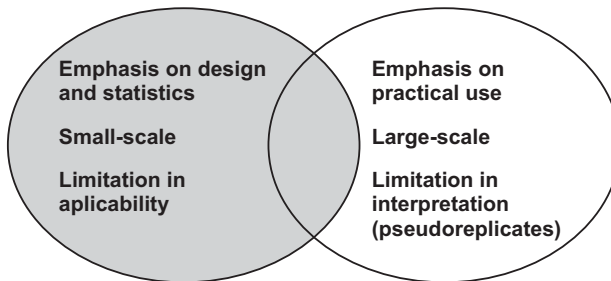 Emphasis on design
and statistics
Small-scale
Limitation in
aplicability
Emphasis on
practical use
Large-scale
Limitation in
interpretation
(pseudoreplicates)